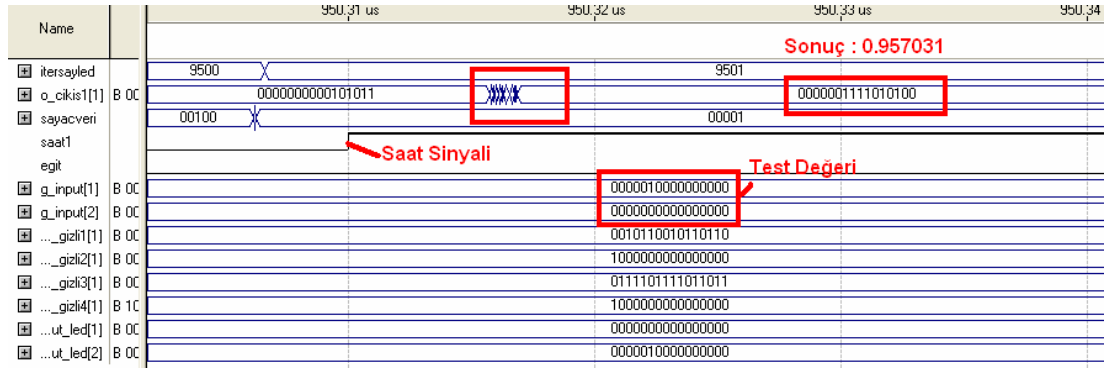 950.31 us 950.32 us 950.33 us 950.34
Name
Sonuç : 0.957031
itersayled 9500 9501
o_cikis1[1] B 00 0000000000101011 0000001111010100
sayacveri 00100 00001
saat1
Saat Sinyali
egit
Test Değeri
g_input[1] B 00 0000010000000000
g_input[2] B 00 0000000000000000
..._gizli1[1] B 00 0010110010110110
..._gizli2[1] B 00 1000000000000000
..._gizli3[1] B 00 0111101111011011
..._gizli4[1] B 10 1000000000000000
...ut_led[1] B 00 0000000000000000
...ut_led[2] B 00 0000010000000000